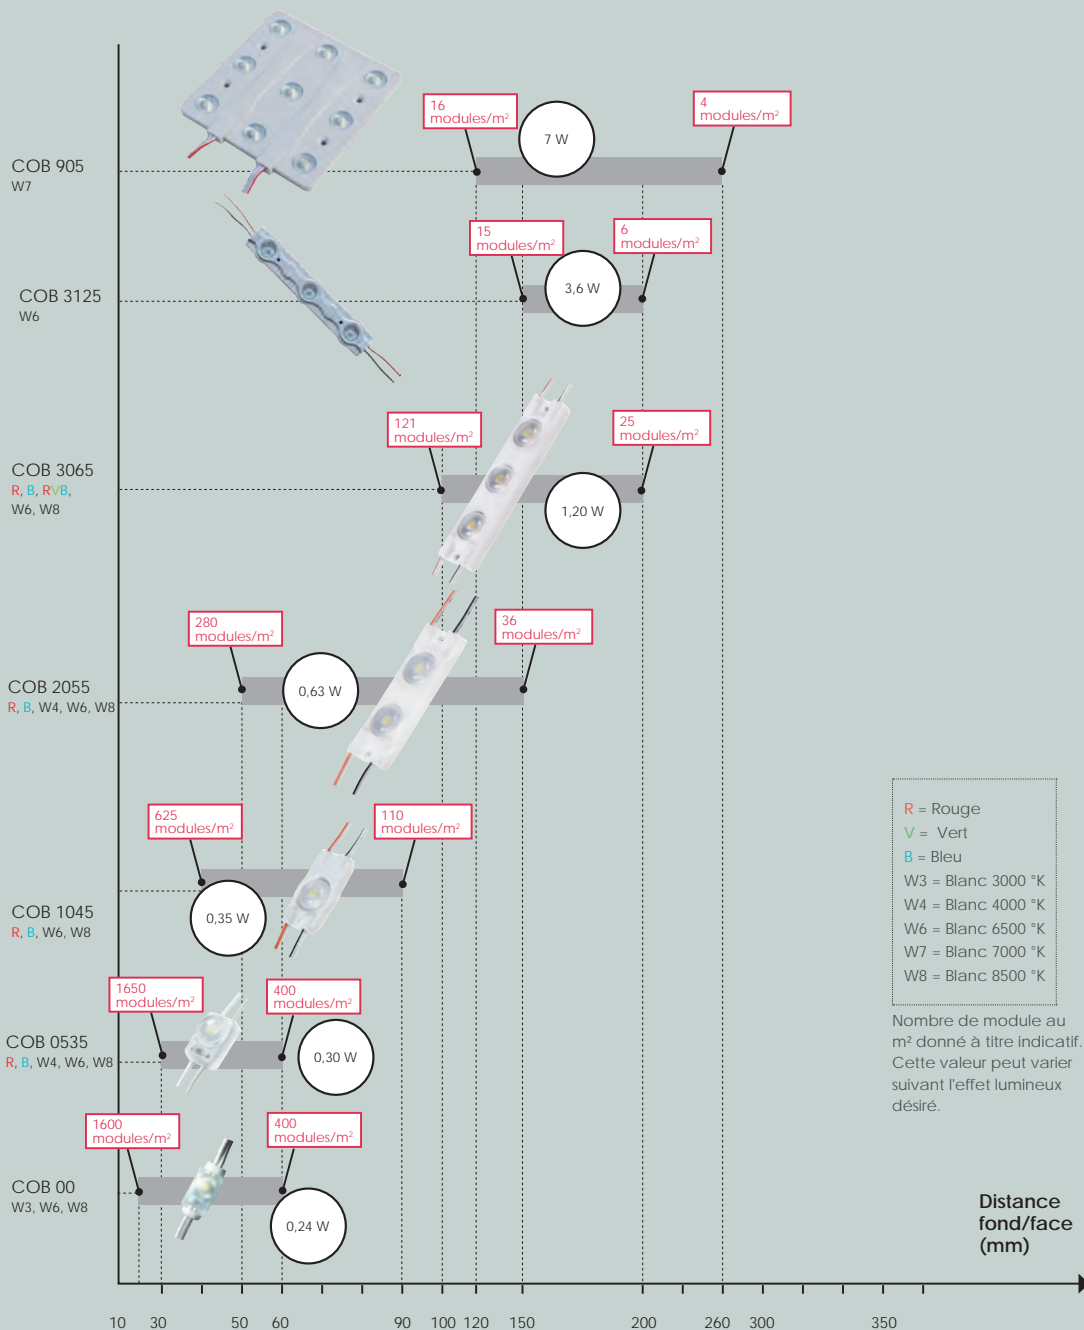 16
modules/m²
4
modules/m²
7 W
COB 905
W7
15
modules/m²
6
modules/m²
3,6 W
COB 3125
W6
121
modules/m²
25
modules/m²
COB 3065
R, B, RVB,
W6, W8
1,20 W
280
modules/m²
36
modules/m²
COB 2055
R, B, W4, W6, W8
0,63 W
625
modules/m²
110
modules/m²
COB 1045
R, B, W6, W8
0,35 W
R = Rouge
V = Vert
B = Bleu
W3 = Blanc 3000 °K
W4 = Blanc 4000 °K
W6 = Blanc 6500 °K
W7 = Blanc 7000 °K
W8 = Blanc 8500 °K
Nombre de module au
m² donné à titre indicatif.
Cette valeur peut varier
suivant l'effet lumineux
désiré.
1650
modules/m²
400
modules/m²
COB 0535
R, B, W4, W6, W8
0,30 W
1600
modules/m²
400
modules/m²
COB 00
W3, W6, W8
0,24 W
Distance
fond/face
(mm)
10 30 50 60 90 100 120 150 200 260 300 350